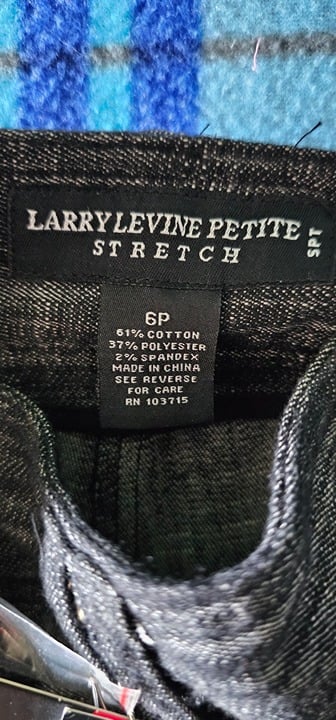 LARRY LEVINE PETITE SPT
STRETCH
6P
61% COTTON
37% POLYESTER
2% SPANDEX
MADE IN CHINA
SEE REVERSE
FOR CARE
RN 103715